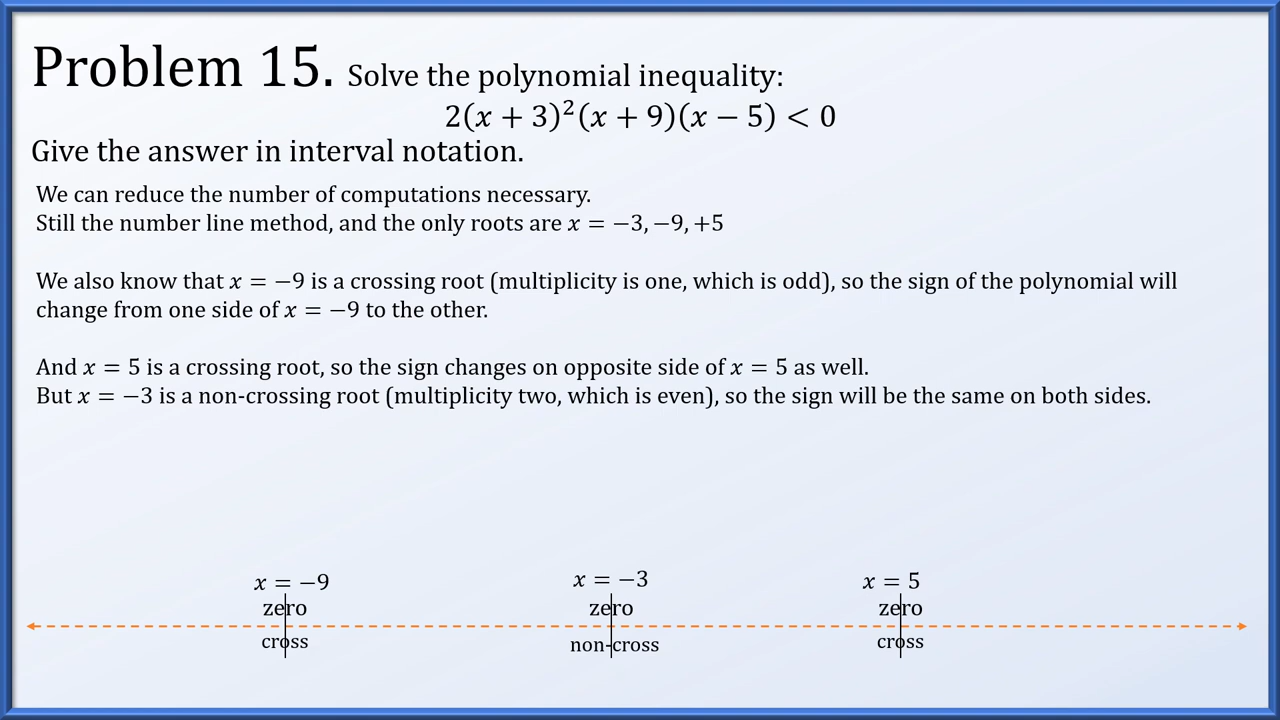 Problem 15. Solve the polynomial inequality:
2(x + 3)²(x + 9)(x − 5) < 0
Give the answer in interval notation.
We can reduce the number of computations necessary.
Still the number line method, and the only roots are x = −3, −9, +5
We also know that x = −9 is a crossing root (multiplicity is one, which is odd), so the sign of the polynomial will
change from one side of x = −9 to the other.
And x = 5 is a crossing root, so the sign changes on opposite side of x = 5 as well.
But x = −3 is a non-crossing root (multiplicity two, which is even), so the sign will be the same on both sides.
x = −9 x = −3 x = 5
zero zero zero
cross non-cross cross